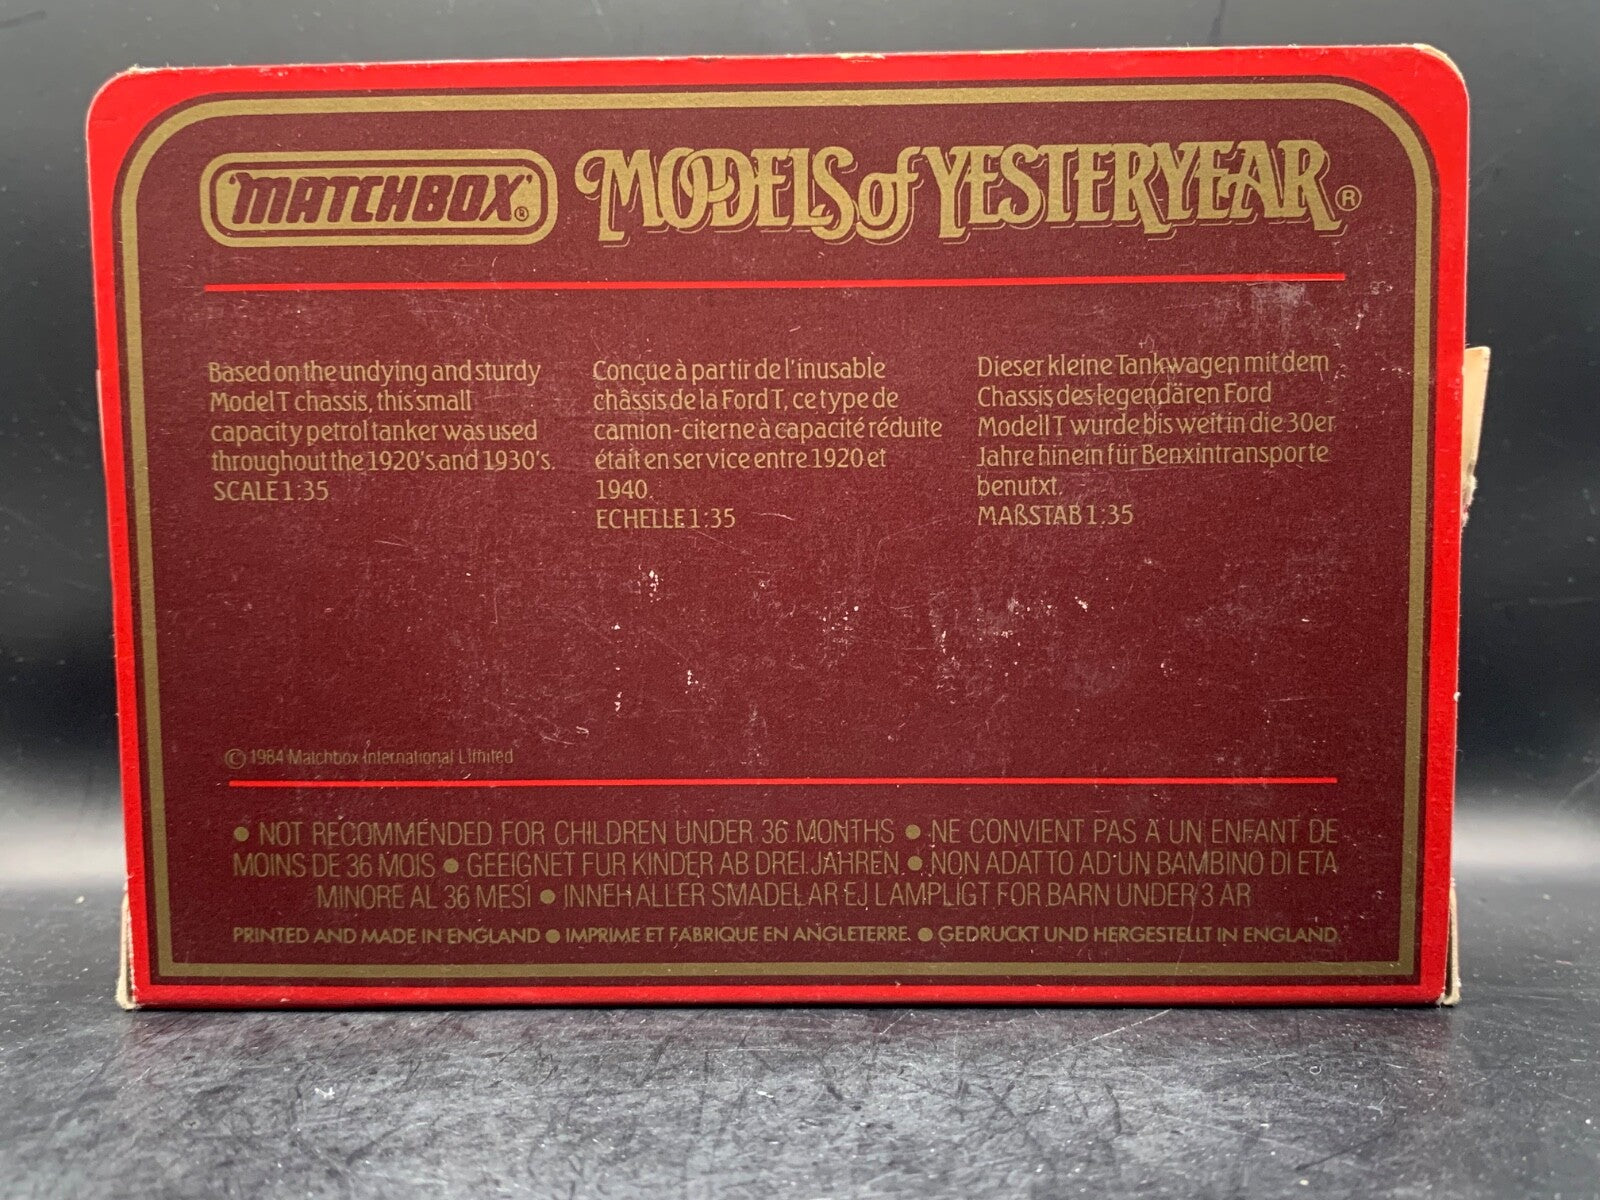 'MATCHBOX'® MODELS of YESTERYEAR®
Based on the undying and sturdy
Model T chassis, this small
capacity petrol tanker was used
throughout the 1920's and 1930's.
SCALE 1:35
Conçue à partir de l'inusable
châssis de la Ford T, ce type de
camion-citerne à capacité réduite
était en service entre 1920 et
1940.
ECHELLE 1:35
Dieser kleine Tankwagen mit dem
Chassis des legendären Ford
Modell T wurde bis weit in die 30er
Jahre hinein für Benxintransporte
benutxt.
MAßSTAB 1:35
© 1984 Matchbox International Limited
● NOT RECOMMENDED FOR CHILDREN UNDER 36 MONTHS ● NE CONVIENT PAS A UN ENFANT DE
MOINS DE 36 MOIS ● GEEIGNET FUR KINDER AB DREI JAHREN ● NON ADATTO AD UN BAMBINO DI ETA
MINORE AL 36 MESI ● INNEHALLER SMADELAR EJ LAMPLIGT FOR BARN UNDER 3 AR
PRINTED AND MADE IN ENGLAND ● IMPRIME ET FABRIQUE EN ANGLETERRE. ● GEDRUCKT UND HERGESTELLT IN ENGLAND